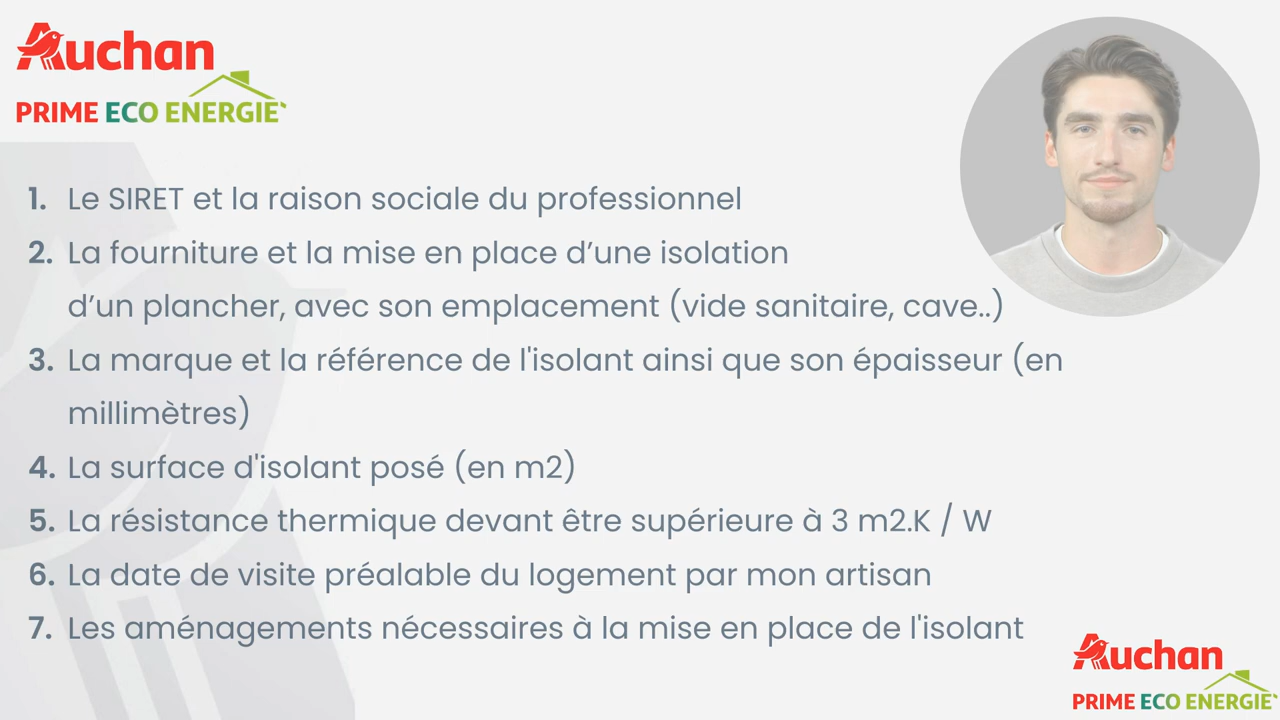 Auchan
PRIME ECO ENERGIE
1. Le SIRET et la raison sociale du professionnel
2. La fourniture et la mise en place d’une isolation
d’un plancher, avec son emplacement (vide sanitaire, cave..)
3. La marque et la référence de l'isolant ainsi que son épaisseur (en
millimètres)
4. La surface d'isolant posé (en m2)
5. La résistance thermique devant être supérieure à 3 m2.K / W
6. La date de visite préalable du logement par mon artisan
7. Les aménagements nécessaires à la mise en place de l'isolant
Auchan
PRIME ECO ENERGIE